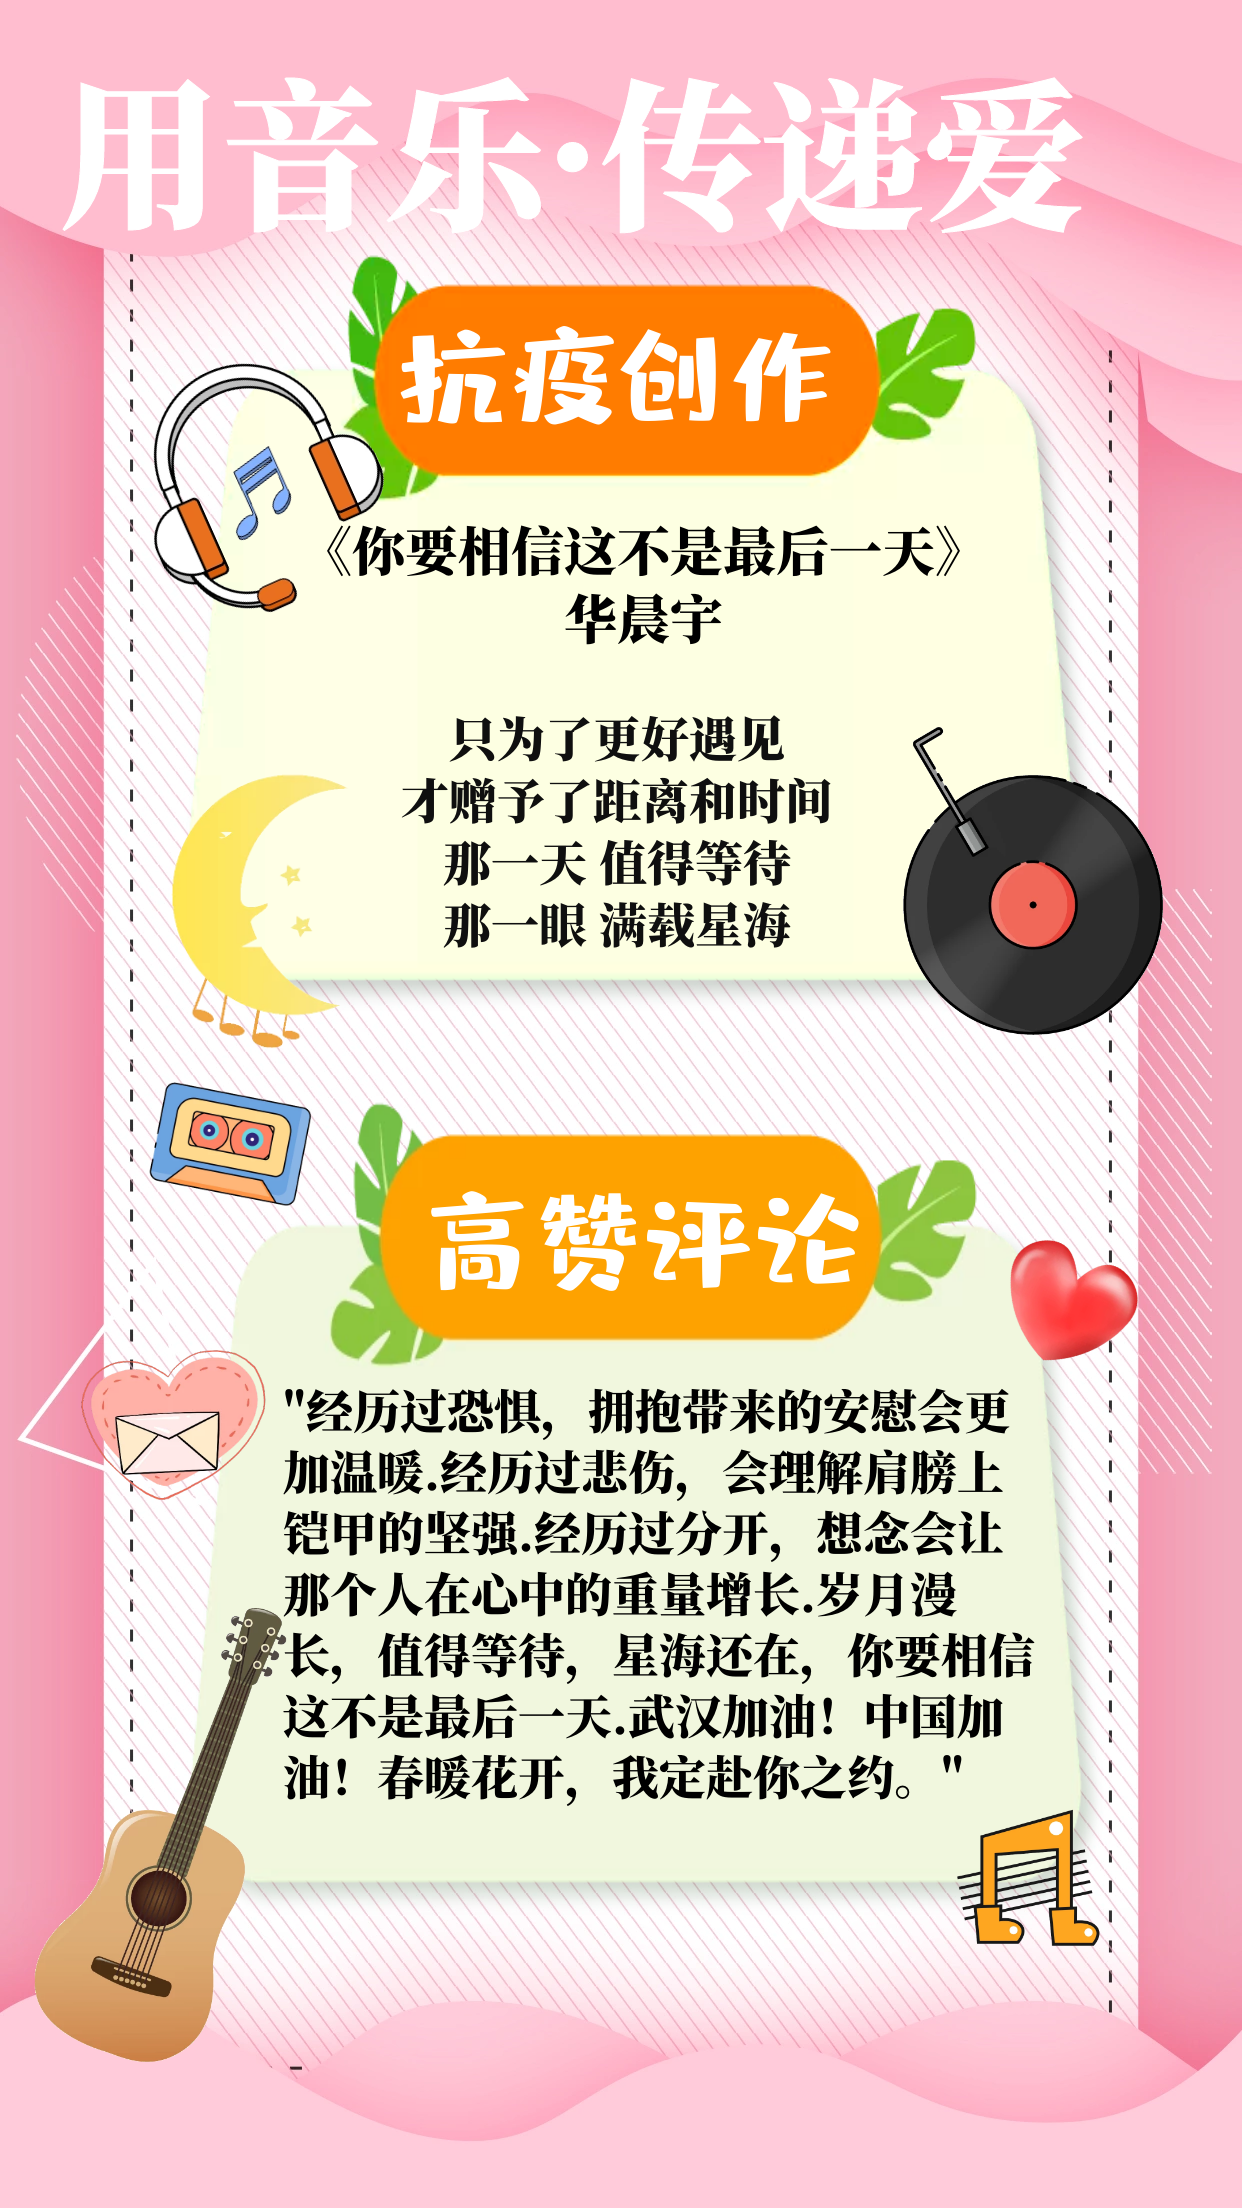 用音乐·传递爱
抗疫创作
《你要相信这不是最后一天》
华晨宇
只为了更好遇见
才赠予了距离和时间
那一天 值得等待
那一眼 满载星海
高赞评论
"经历过恐惧，拥抱带来的安慰会更
加温暖.经历过悲伤，会理解肩膀上
铠甲的坚强.经历过分开，想念会让
那个人在心中的重量增长.岁月漫
长，值得等待，星海还在，你要相信
这不是最后一天.武汉加油！中国加
油！春暖花开，我定赴你之约。"